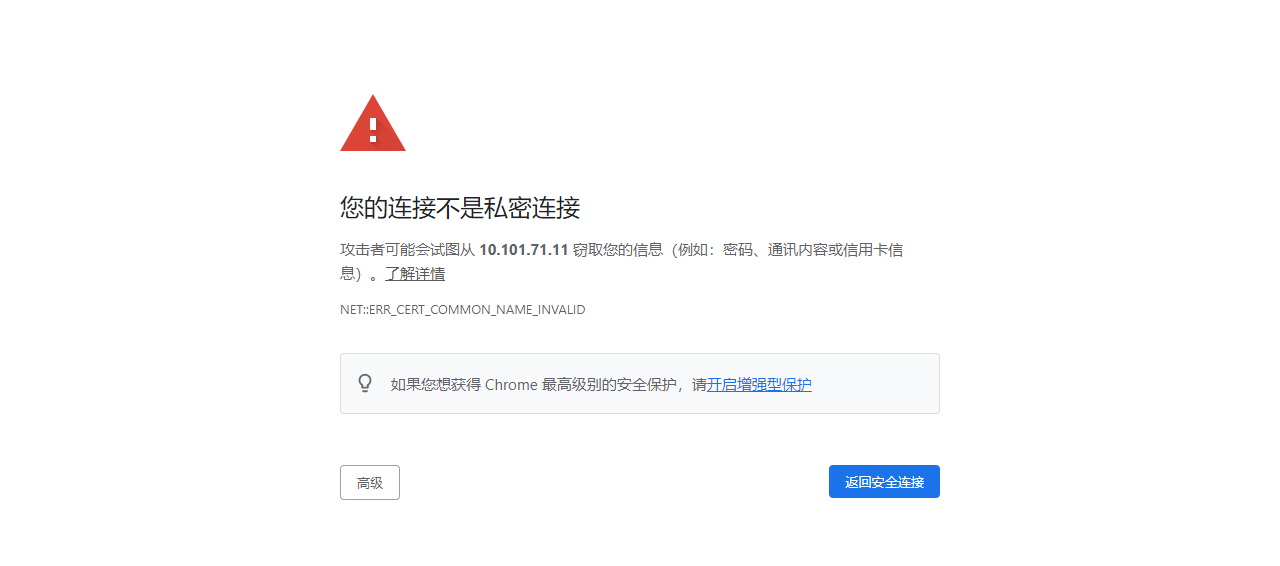 您的连接不是私密连接
攻击者可能会试图从 10.101.71.11 窃取您的信息（例如：密码、通讯内容或信用卡信
息）。了解详情
NET::ERR_CERT_COMMON_NAME_INVALID
如果您想获得 Chrome 最高级别的安全保护，请开启增强型保护
高级
返回安全连接